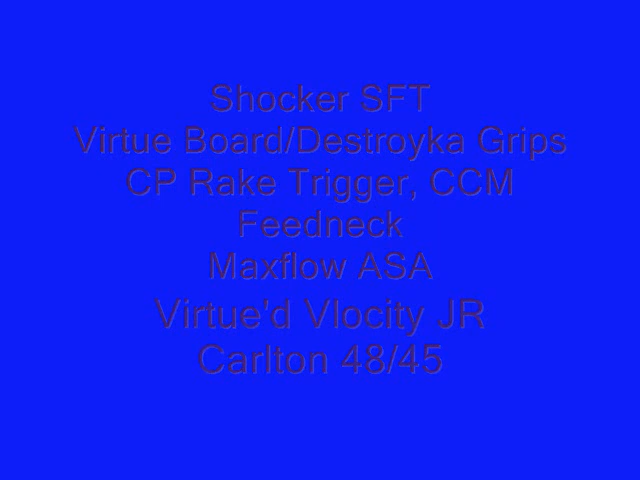 Shocker SFT
Virtue Board/Destroyka Grips
CP Rake Trigger, CCM
Feedneck
Maxflow ASA
Virtue'd Vlocity JR
Carlton 48/45